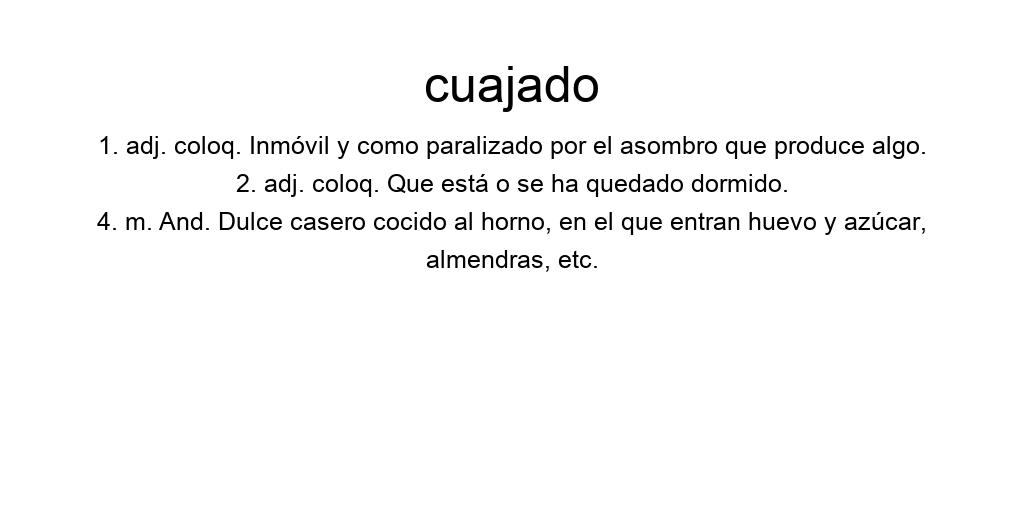 cuajado
1. adj. coloq. Inmóvil y como paralizado por el asombro que produce algo.
2. adj. coloq. Que está o se ha quedado dormido.
4. m. And. Dulce casero cocido al horno, en el que entran huevo y azúcar,
almendras, etc.